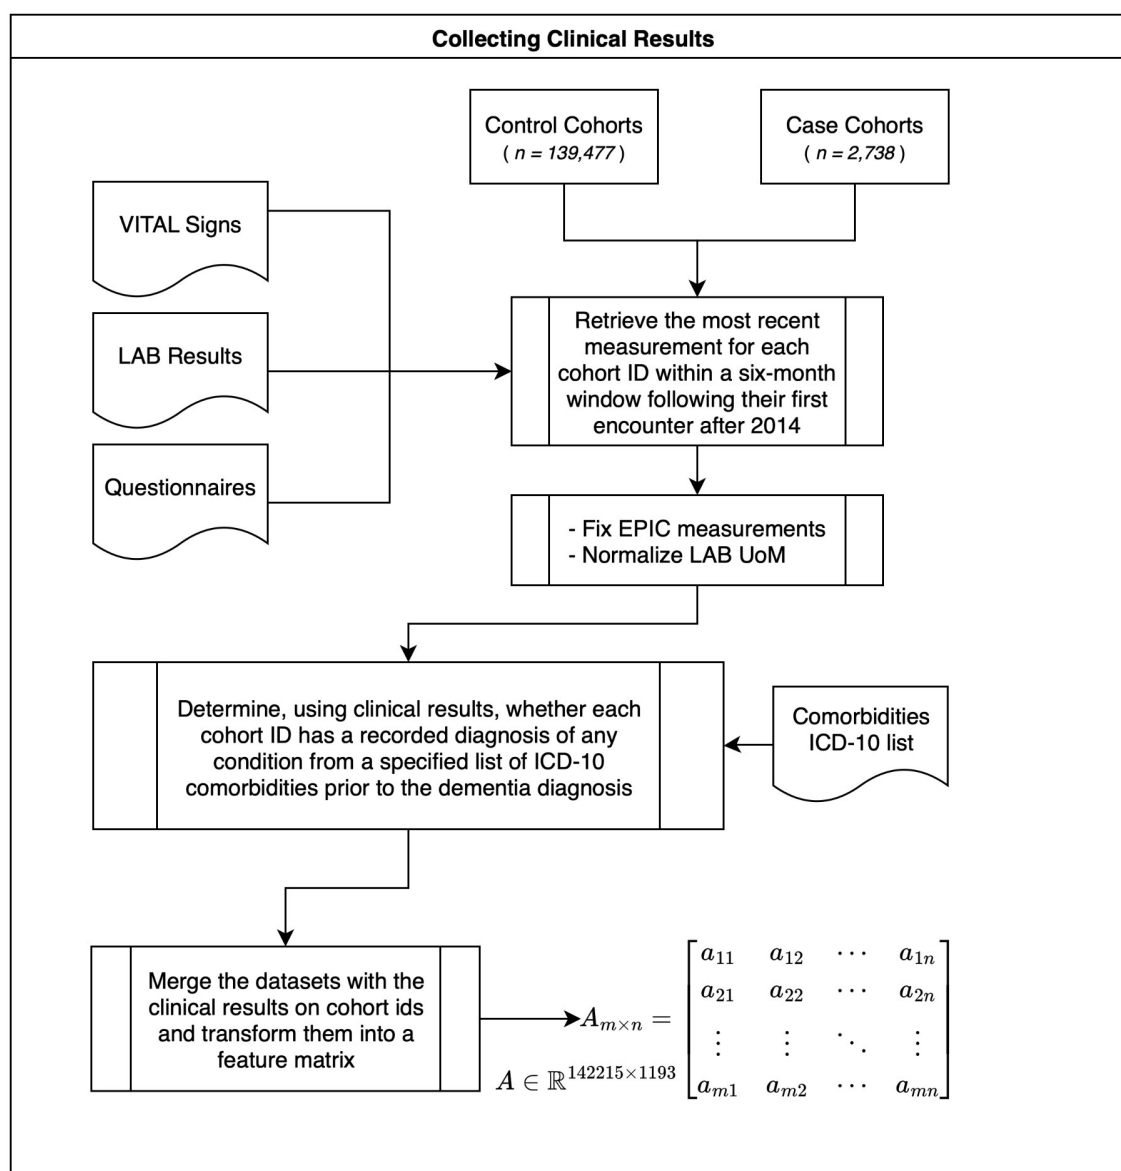 Collecting Clinical Results
Control Cohorts
( n = 139,477 )
Case Cohorts
( n = 2,738 )
VITAL Signs
LAB Results
Questionnaires
Retrieve the most recent
measurement for each
cohort ID within a six-month
window following their first
encounter after 2014
- Fix EPIC measurements
- Normalize LAB UoM
Determine, using clinical results, whether each
cohort ID has a recorded diagnosis of any
condition from a specified list of ICD-10
comorbidities prior to the dementia diagnosis
Comorbidities
ICD-10 list
Merge the datasets with the
clinical results on cohort ids
and transform them into a
feature matrix
A_{m×n} =
a_{11} a_{12} ⋯ a_{1n}
a_{21} a_{22} ⋯ a_{2n}
⋮ ⋮ ⋱ ⋮
a_{m1} a_{m2} ⋯ a_{mn}
A ∈ ℝ^{142215×1193}